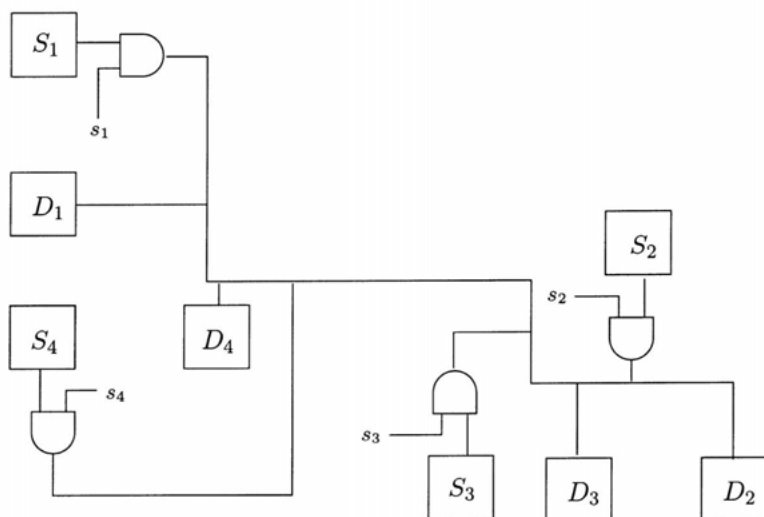 S₁
s₁
D₁
S₂
s₂
S₄
D₄
s₄
s₃
S₃
D₃
D₂